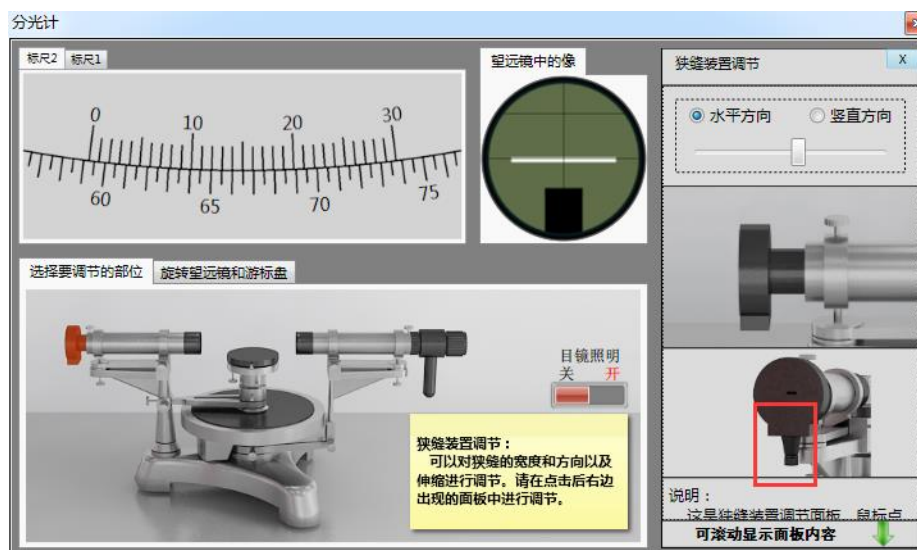 分光计
标尺2 标尺1
0 10 20 30
60 65 70 75
望远镜中的像
狭缝装置调节 X
水平方向 竖直方向
选择要调节的部位 旋转望远镜和游标盘
目镜照明
关 开
狭缝装置调节：
可以对狭缝的宽度和方向以及
伸缩进行调节。请在点击后右边
出现的面板中进行调节。
说明：
这是狭缝装置调节面板 鼠标点
可滚动显示面板内容